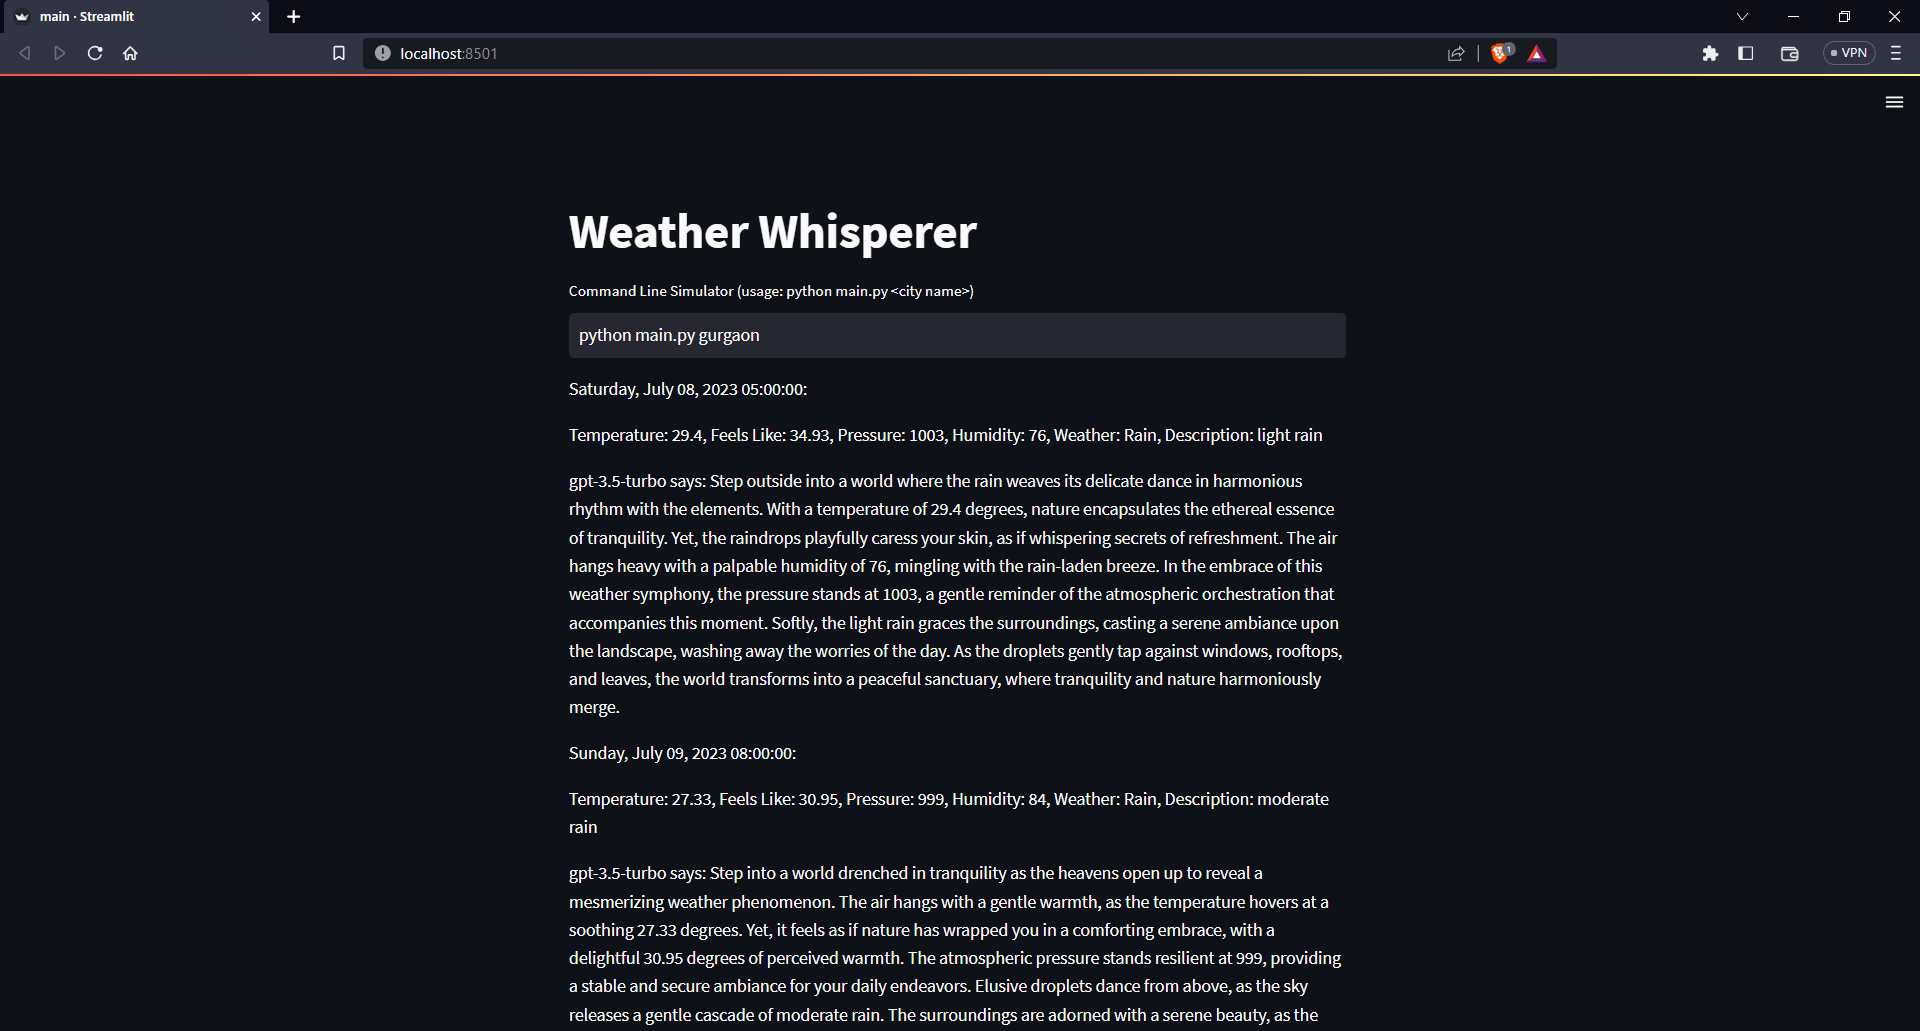 main · Streamlit
localhost:8501
1
VPN
Weather Whisperer
Command Line Simulator (usage: python main.py <city name>)
python main.py gurgaon
Saturday, July 08, 2023 05:00:00:
Temperature: 29.4, Feels Like: 34.93, Pressure: 1003, Humidity: 76, Weather: Rain, Description: light rain
gpt-3.5-turbo says: Step outside into a world where the rain weaves its delicate dance in harmonious
rhythm with the elements. With a temperature of 29.4 degrees, nature encapsulates the ethereal essence
of tranquility. Yet, the raindrops playfully caress your skin, as if whispering secrets of refreshment. The air
hangs heavy with a palpable humidity of 76, mingling with the rain-laden breeze. In the embrace of this
weather symphony, the pressure stands at 1003, a gentle reminder of the atmospheric orchestration that
accompanies this moment. Softly, the light rain graces the surroundings, casting a serene ambiance upon
the landscape, washing away the worries of the day. As the droplets gently tap against windows, rooftops,
and leaves, the world transforms into a peaceful sanctuary, where tranquility and nature harmoniously
merge.
Sunday, July 09, 2023 08:00:00:
Temperature: 27.33, Feels Like: 30.95, Pressure: 999, Humidity: 84, Weather: Rain, Description: moderate
rain
gpt-3.5-turbo says: Step into a world drenched in tranquility as the heavens open up to reveal a
mesmerizing weather phenomenon. The air hangs with a gentle warmth, as the temperature hovers at a
soothing 27.33 degrees. Yet, it feels as if nature has wrapped you in a comforting embrace, with a
delightful 30.95 degrees of perceived warmth. The atmospheric pressure stands resilient at 999, providing
a stable and secure ambiance for your daily endeavors. Elusive droplets dance from above, as the sky
releases a gentle cascade of moderate rain. The surroundings are adorned with a serene beauty, as the